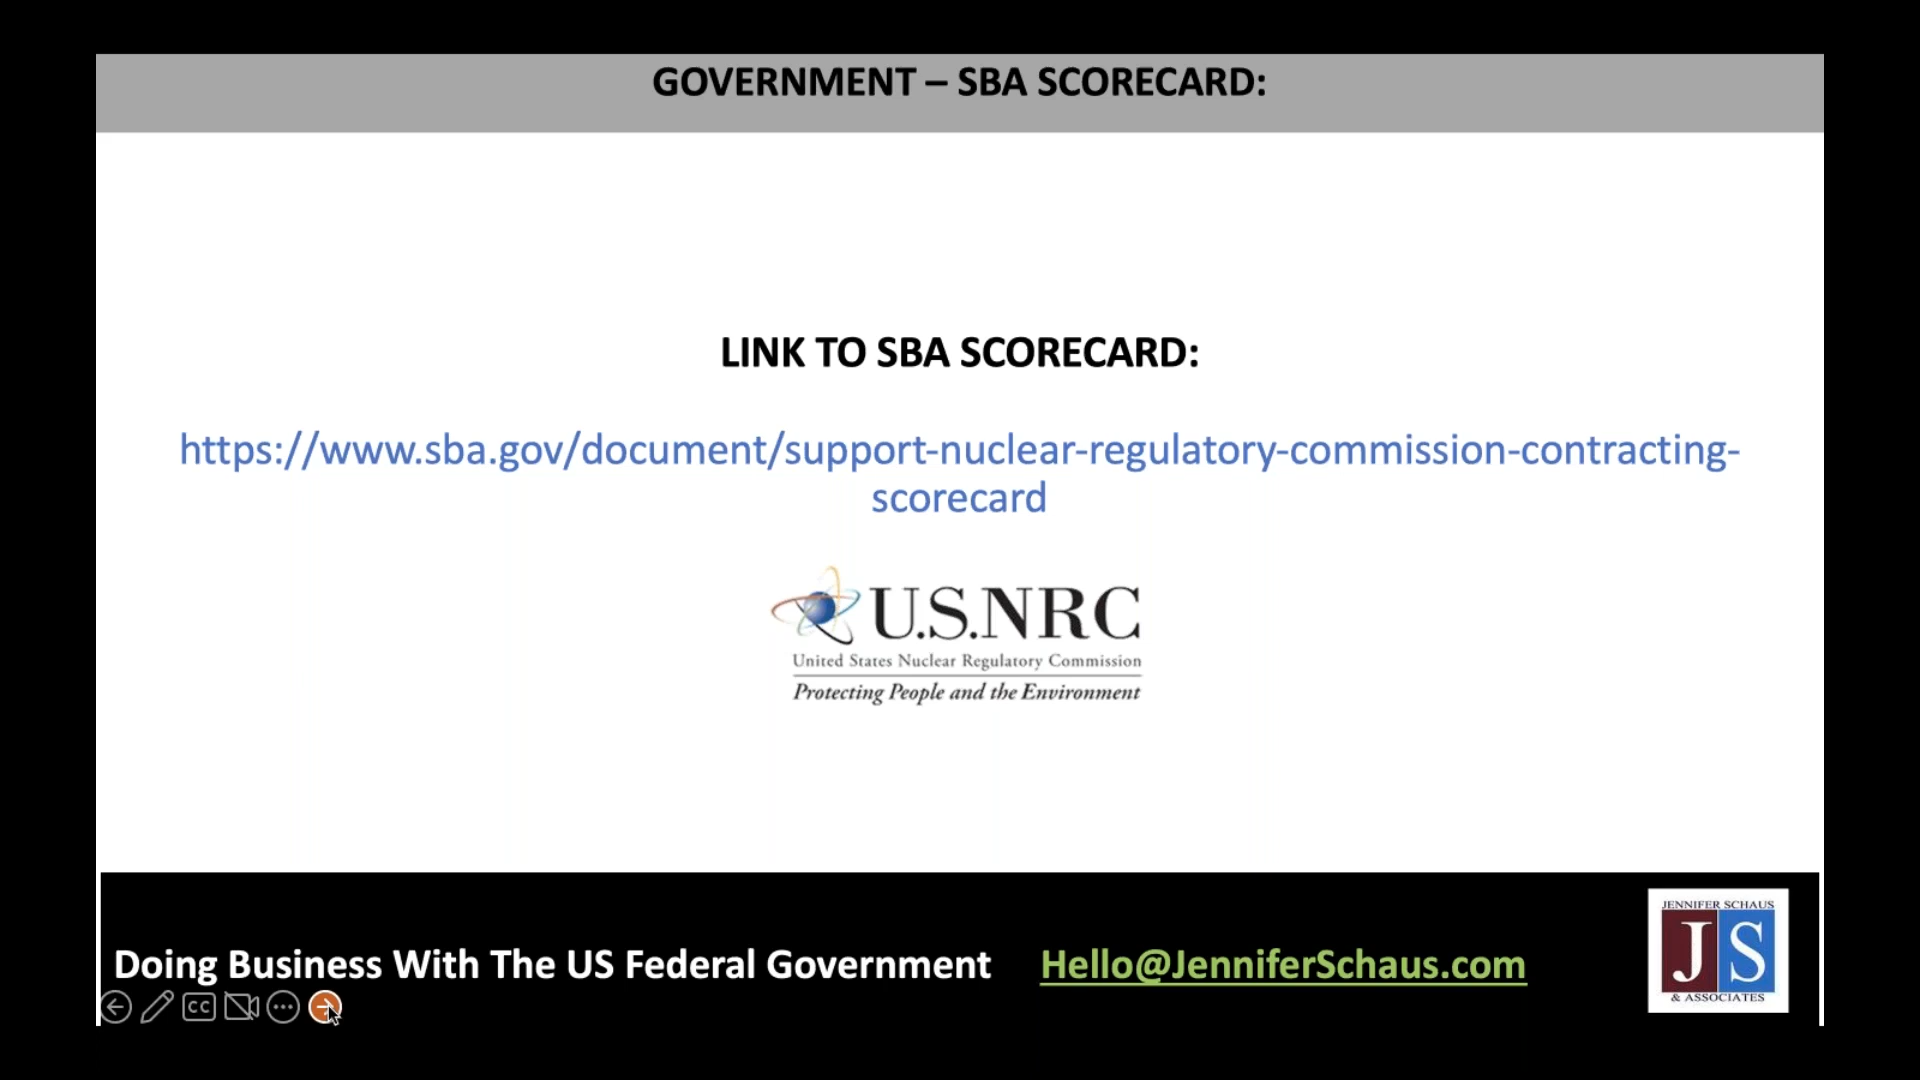 GOVERNMENT – SBA SCORECARD:
LINK TO SBA SCORECARD:
https://www.sba.gov/document/support-nuclear-regulatory-commission-contracting-
scorecard
U.S.NRC
United States Nuclear Regulatory Commission
Protecting People and the Environment
Doing Business With The US Federal Government
Hello@JenniferSchaus.com
JENNIFER SCHAUS
JS
& ASSOCIATES
CC